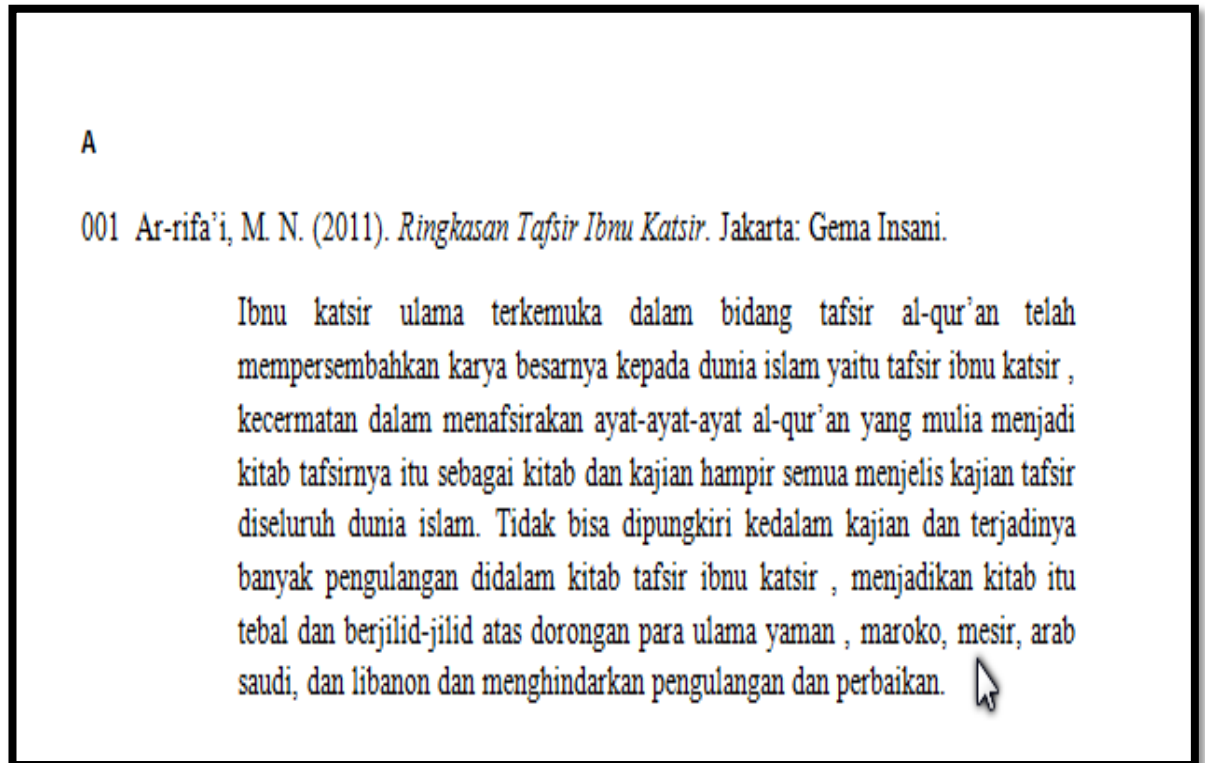 A
001 Ar-rifa’i, M. N. (2011). Ringkasan Tafsir Ibnu Katsir. Jakarta: Gema Insani.
Ibnu katsir ulama terkemuka dalam bidang tafsir al-qur’an telah
mempersembahkan karya besarnya kepada dunia islam yaitu tafsir ibnu katsir ,
kecermatan dalam menafsirakan ayat-ayat-ayat al-qur’an yang mulia menjadi
kitab tafsirnya itu sebagai kitab dan kajian hampir semua menjelis kajian tafsir
diseluruh dunia islam. Tidak bisa dipungkiri kedalam kajian dan terjadinya
banyak pengulangan didalam kitab tafsir ibnu katsir , menjadikan kitab itu
tebal dan berjilid-jilid atas dorongan para ulama yaman , maroko, mesir, arab
saudi, dan libanon dan menghindarkan pengulangan dan perbaikan.